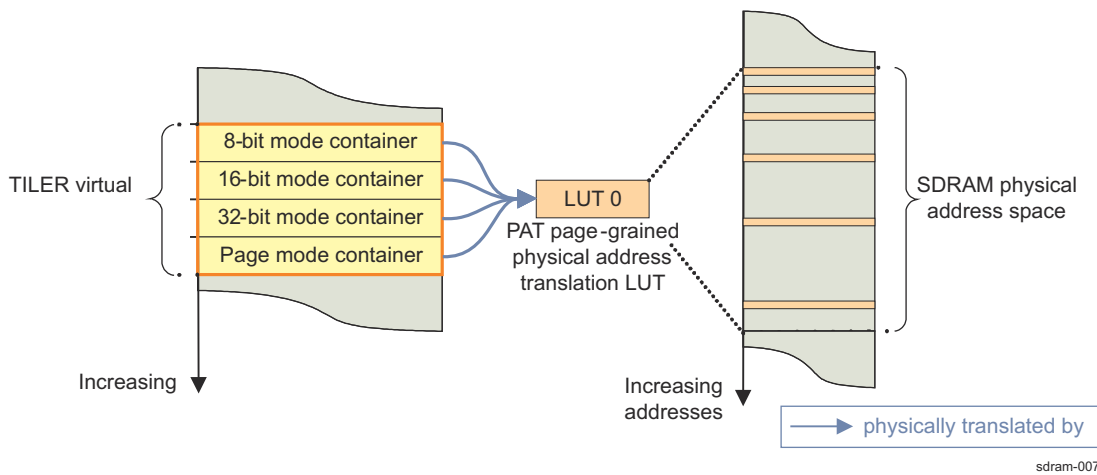 8-bit mode container
16-bit mode container
32-bit mode container
Page mode container
TILER virtual
Increasing
LUT 0
PAT page-grained
physical address
translation LUT
SDRAM physical
address space
Increasing
addresses
physically translated by
sdram-007